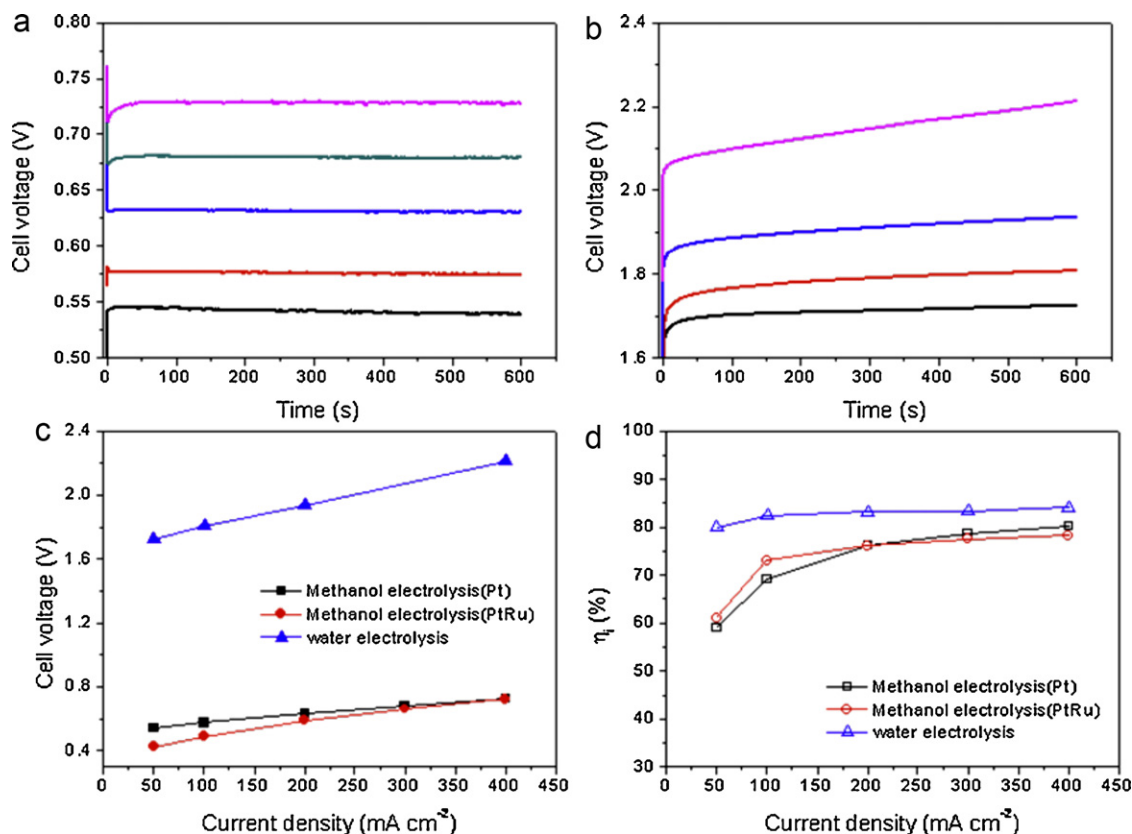 a
0.80
0.75
0.70
0.65
0.60
0.55
0.50
Cell voltage (V)
0 100 200 300 400 500 600
Time (s)
b
2.4
2.2
2.0
1.8
1.6
Cell voltage (V)
0 100 200 300 400 500 600
Time (s)
c
2.4
2.0
1.6
1.2
0.8
0.4
Cell voltage (V)
Methanol electrolysis(Pt)
Methanol electrolysis(PtRu)
water electrolysis
0 50 100 150 200 250 300 350 400 450
Current density (mA cm⁻²)
d
100
90
80
70
60
50
40
30
ηi (%)
Methanol electrolysis(Pt)
Methanol electrolysis(PtRu)
water electrolysis
0 50 100 150 200 250 300 350 400 450
Current density (mA cm⁻²)